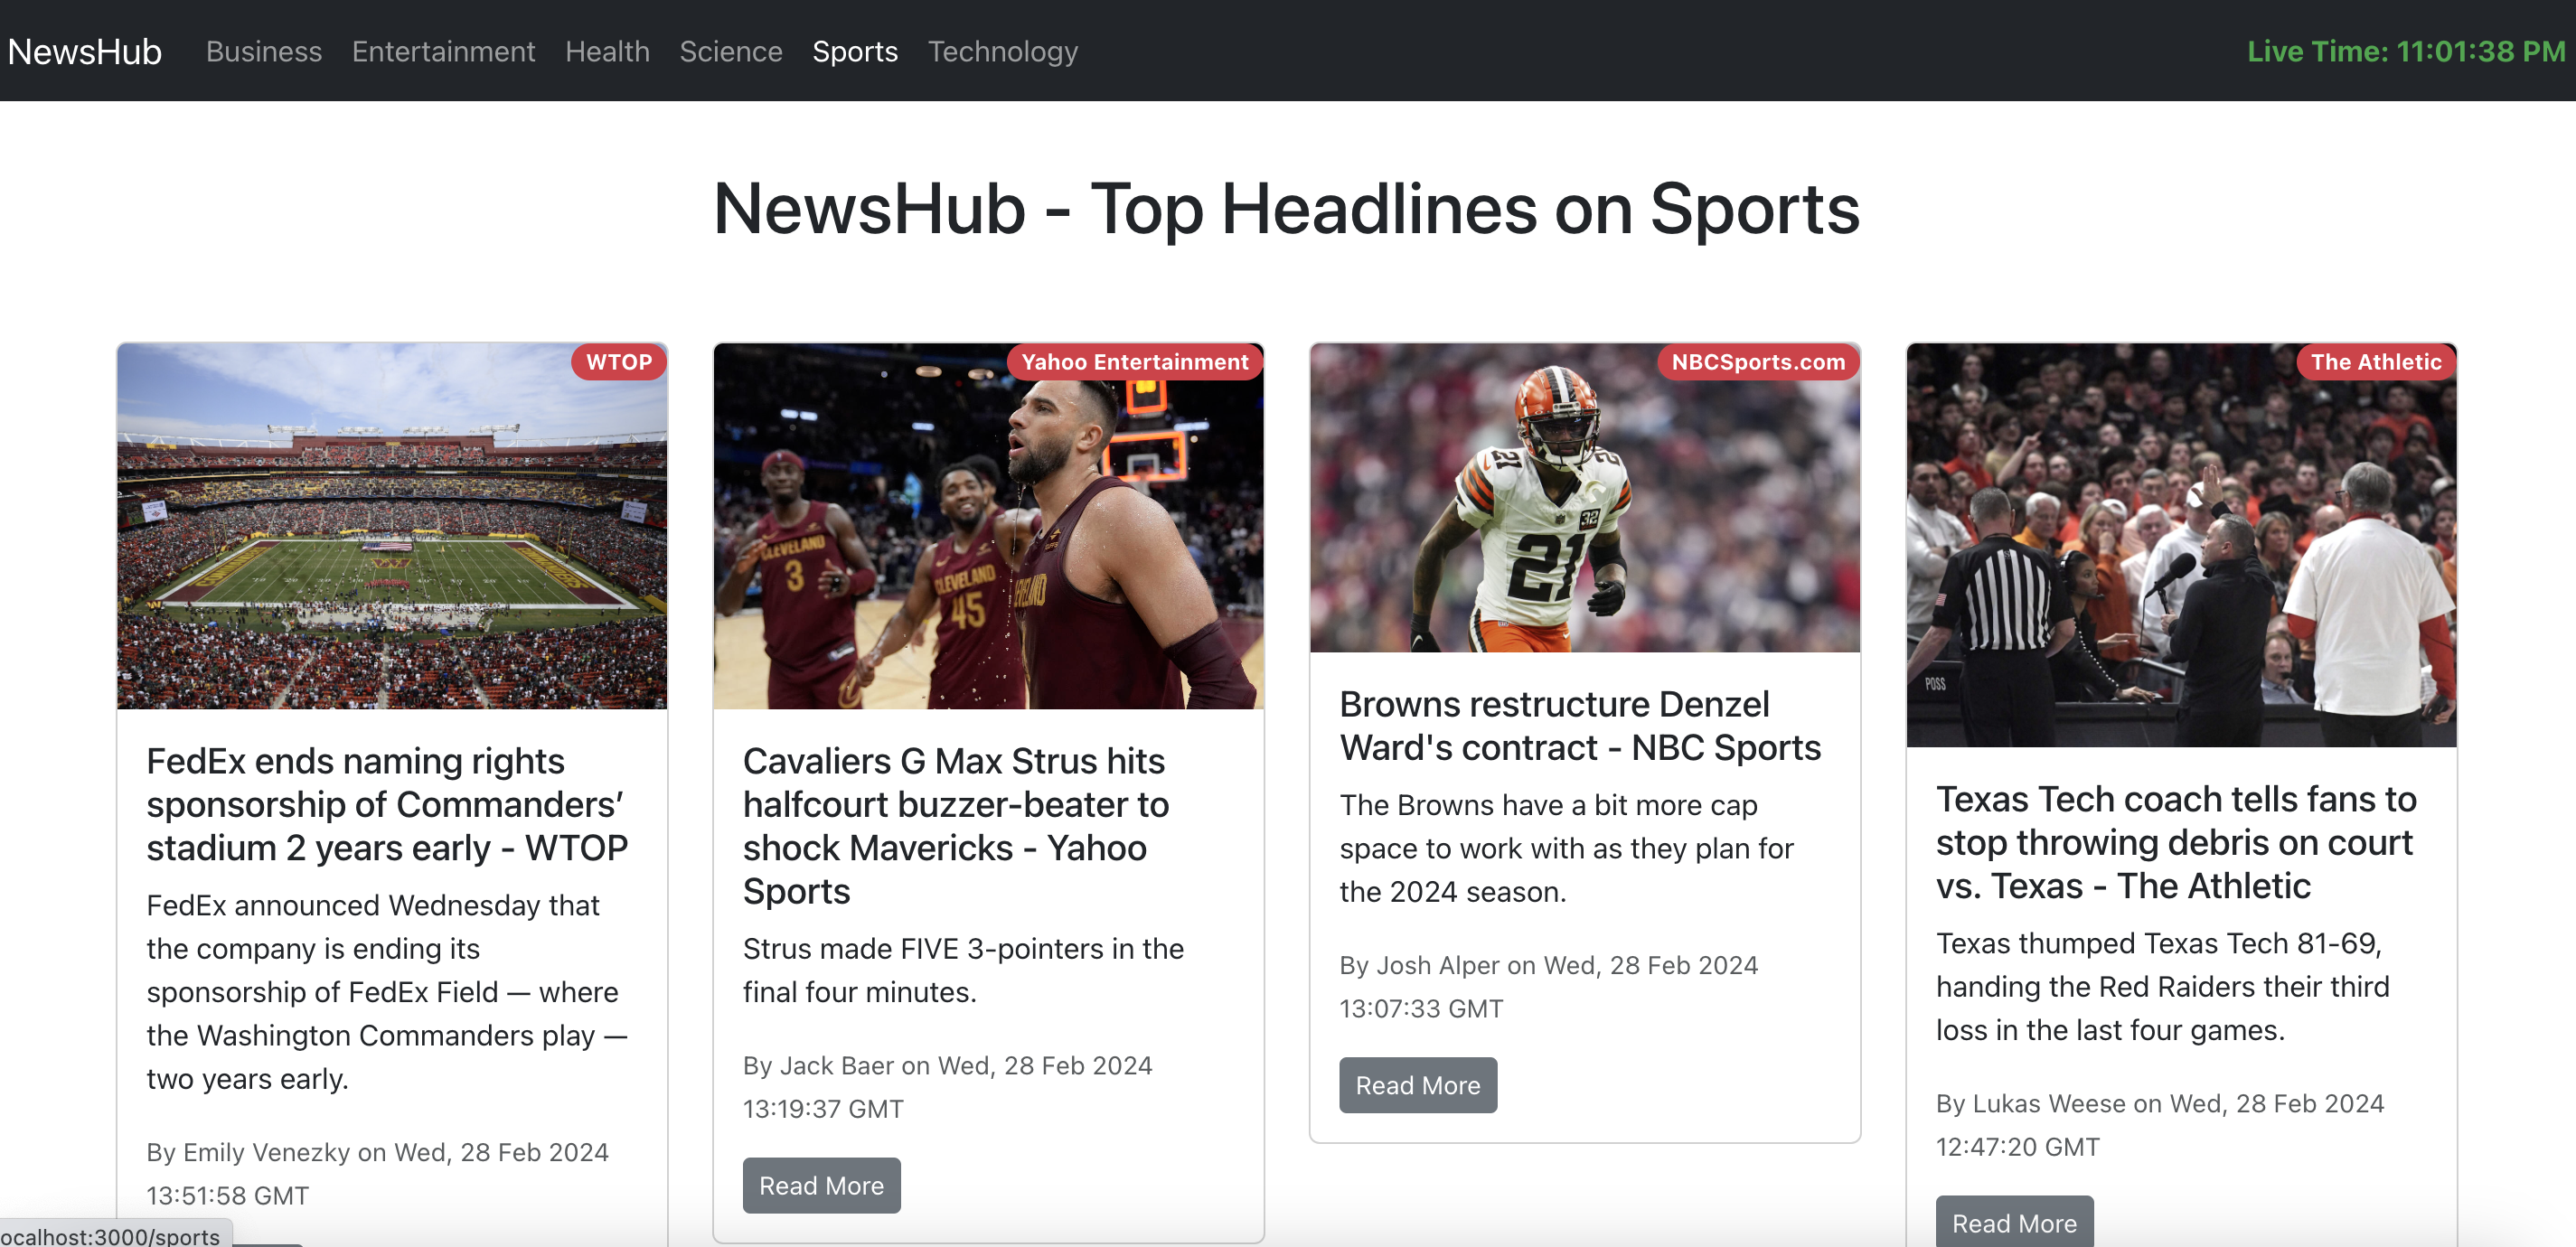 NewsHub Business Entertainment Health Science Sports Technology Live Time: 11:01:38 PM
NewsHub - Top Headlines on Sports
WTOP
FedEx ends naming rights
sponsorship of Commanders’
stadium 2 years early - WTOP
FedEx announced Wednesday that
the company is ending its
sponsorship of FedEx Field — where
the Washington Commanders play —
two years early.
By Emily Venezky on Wed, 28 Feb 2024
13:51:58 GMT
Yahoo Entertainment
CLEVELAND
3
CLEVELAND
45
Cavaliers G Max Strus hits
halfcourt buzzer-beater to
shock Mavericks - Yahoo
Sports
Strus made FIVE 3-pointers in the
final four minutes.
By Jack Baer on Wed, 28 Feb 2024
13:19:37 GMT
Read More
NBCSports.com
21
32
21
Browns restructure Denzel
Ward's contract - NBC Sports
The Browns have a bit more cap
space to work with as they plan for
the 2024 season.
By Josh Alper on Wed, 28 Feb 2024
13:07:33 GMT
Read More
The Athletic
POSS
Texas Tech coach tells fans to
stop throwing debris on court
vs. Texas - The Athletic
Texas thumped Texas Tech 81-69,
handing the Red Raiders their third
loss in the last four games.
By Lukas Weese on Wed, 28 Feb 2024
12:47:20 GMT
Read More
ocalhost:3000/sports